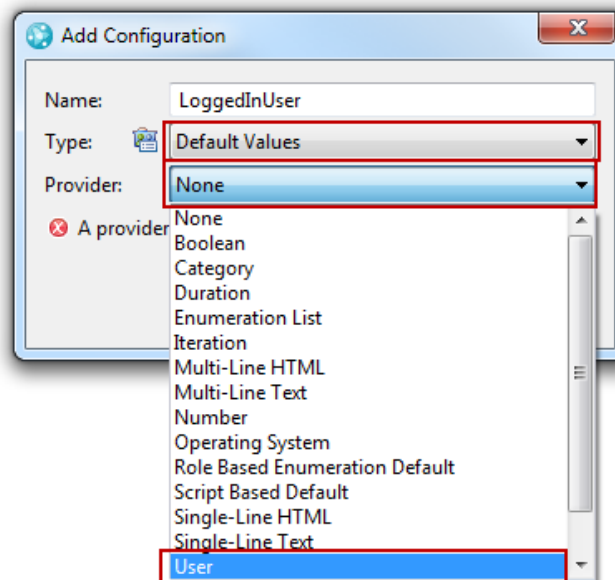 Add Configuration
Name: LoggedInUser
Type: Default Values
Provider: None
A provider
None
Boolean
Category
Duration
Enumeration List
Iteration
Multi-Line HTML
Multi-Line Text
Number
Operating System
Role Based Enumeration Default
Script Based Default
Single-Line HTML
Single-Line Text
User